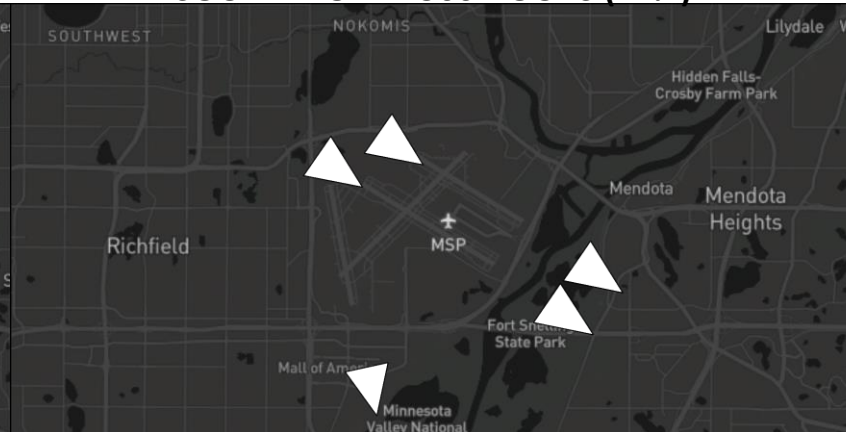 SOUTHWEST
NOKOMIS
Lilydale
Hidden Falls-
Crosby Farm Park
Mendota
Mendota
Heights
Richfield
MSP
Fort Snelling
State Park
Mall of America
Minnesota
Valley National